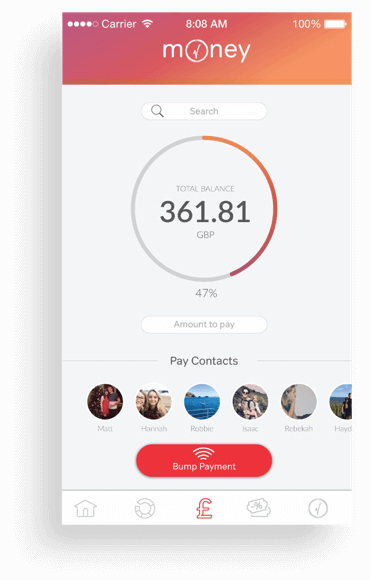 Carrier 8:08 AM 100%
money
Search
TOTAL BALANCE
361.81
GBP
47%
Amount to pay
Pay Contacts
Matt Hannah Robbie Isaac Rebekah Hayd
Bump Payment
£ %